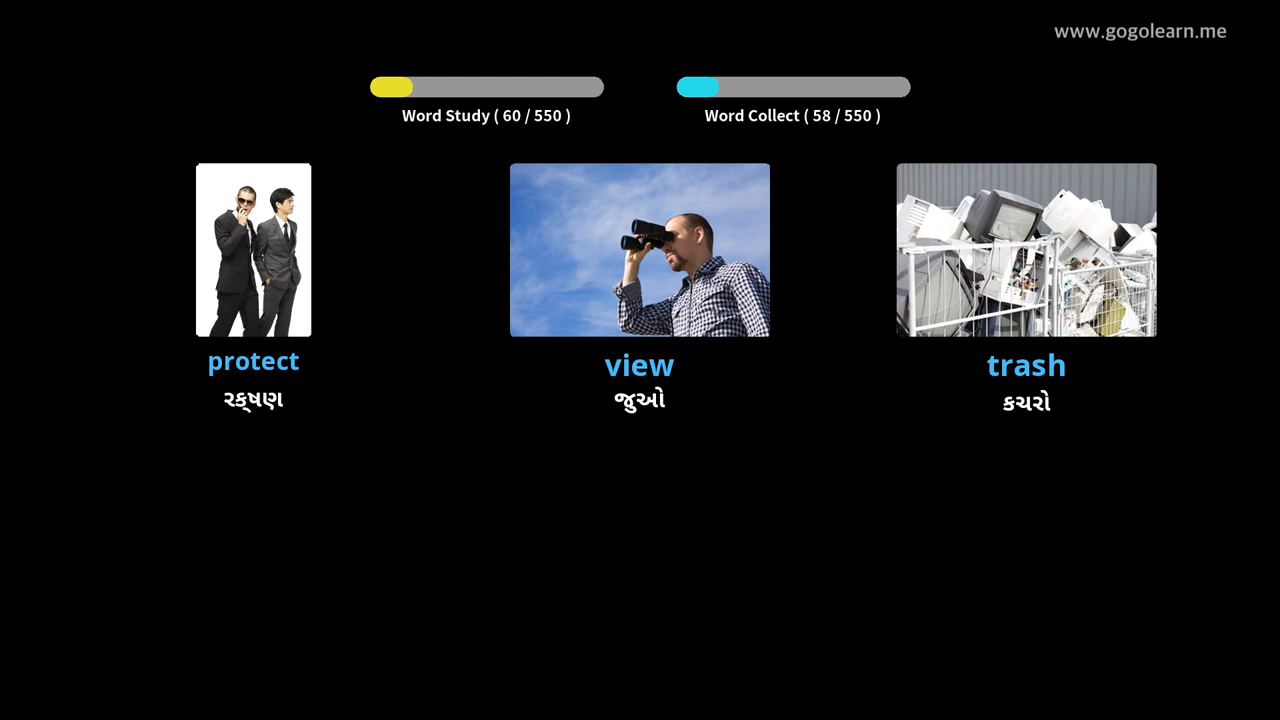 www.gogolearn.me
Word Study ( 60 / 550 )
Word Collect ( 58 / 550 )
protect
રક્ષણ
view
જુઓ
trash
કચરો